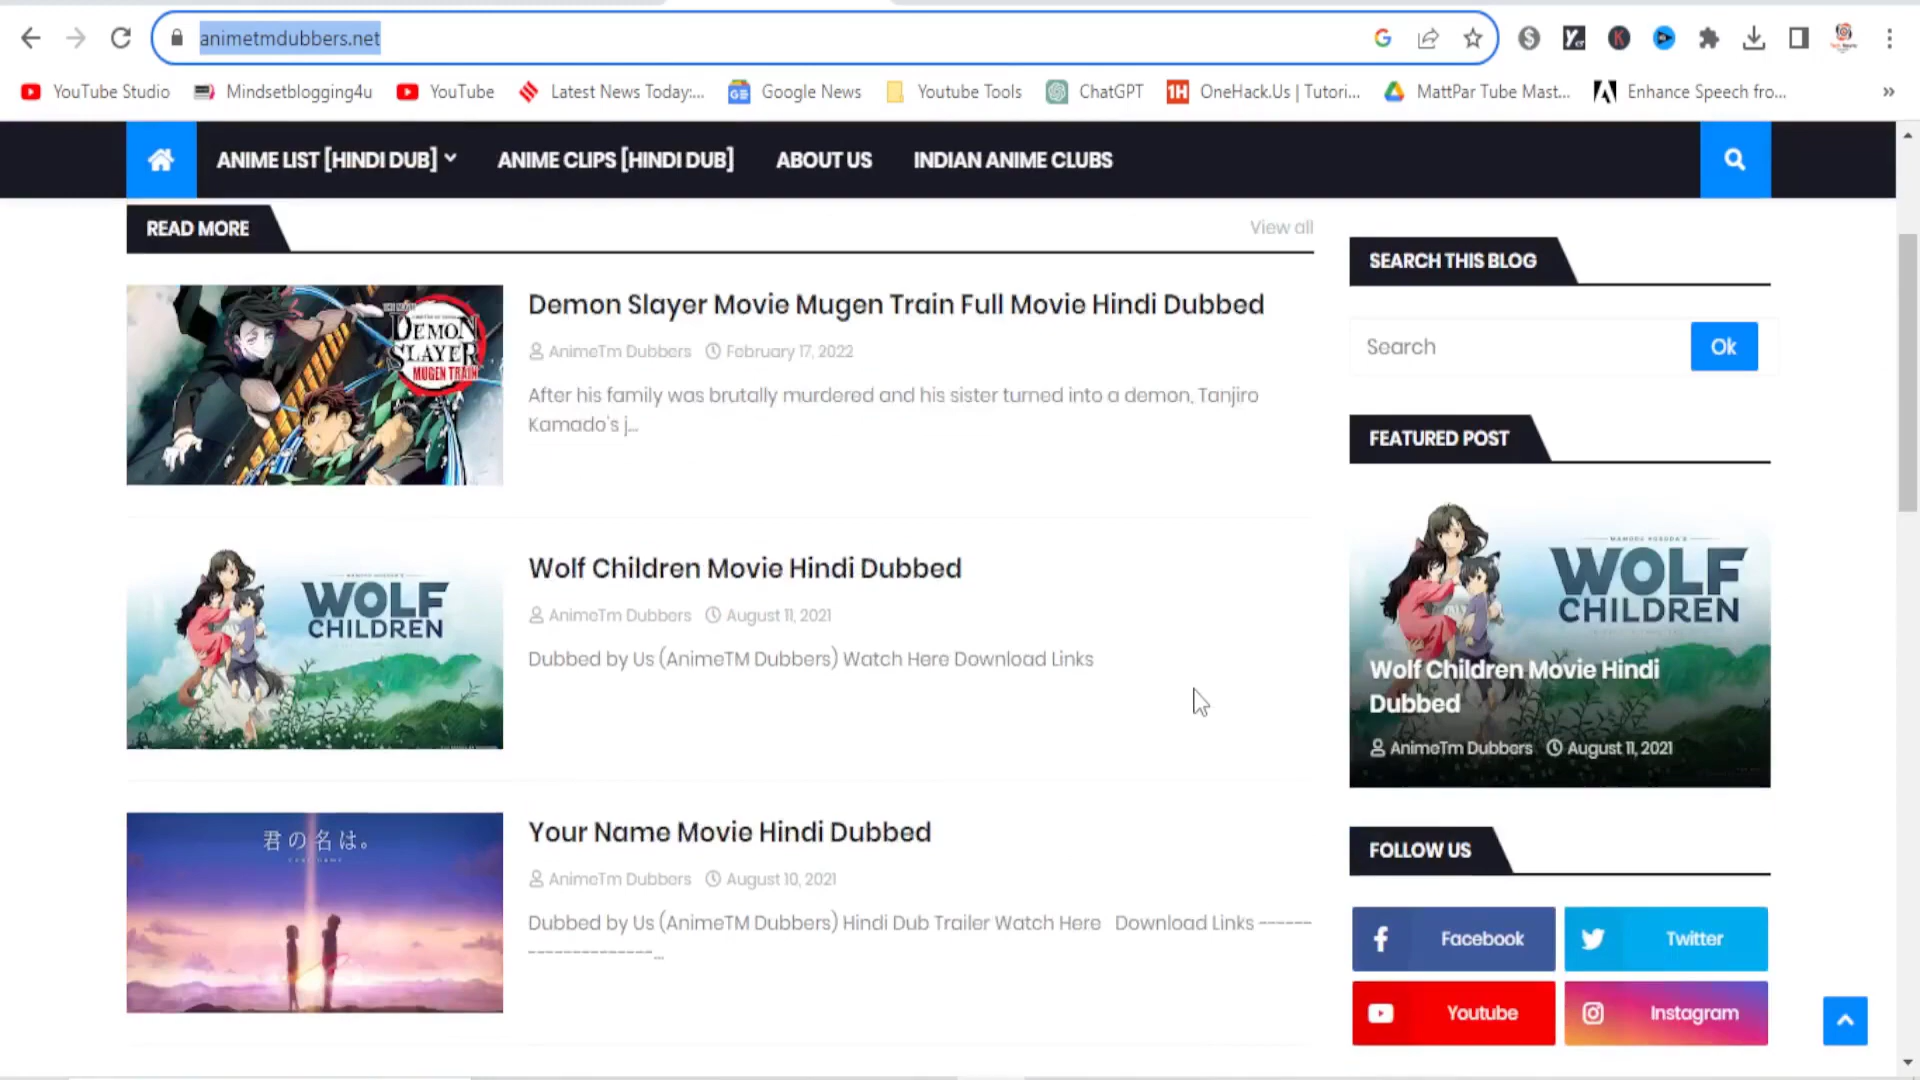 animetmdubbers.net
YouTube Studio
Mindsetblogging4u
YouTube
Latest News Today:...
Google News
Youtube Tools
ChatGPT
1H
OneHack.Us | Tutori...
MattPar Tube Mast...
Enhance Speech fro...
»
ANIME LIST [HINDI DUB]
ANIME CLIPS [HINDI DUB]
ABOUT US
INDIAN ANIME CLUBS
READ MORE
View all
DEMON
SLAYER
MUGEN TRAIN
Demon Slayer Movie Mugen Train Full Movie Hindi Dubbed
AnimeTm Dubbers February 17, 2022
After his family was brutally murdered and his sister turned into a demon, Tanjiro
Kamado's j...
WOLF
CHILDREN
Wolf Children Movie Hindi Dubbed
AnimeTm Dubbers August 11, 2021
Dubbed by Us (AnimeTM Dubbers) Watch Here Download Links
君の名は。
Your Name Movie Hindi Dubbed
AnimeTm Dubbers August 10, 2021
Dubbed by Us (AnimeTM Dubbers) Hindi Dub Trailer Watch Here Download Links ------
---------------...
SEARCH THIS BLOG
Search
Ok
FEATURED POST
WOLF
CHILDREN
Wolf Children Movie Hindi
Dubbed
AnimeTm Dubbers August 11, 2021
FOLLOW US
Facebook
Twitter
Youtube
Instagram